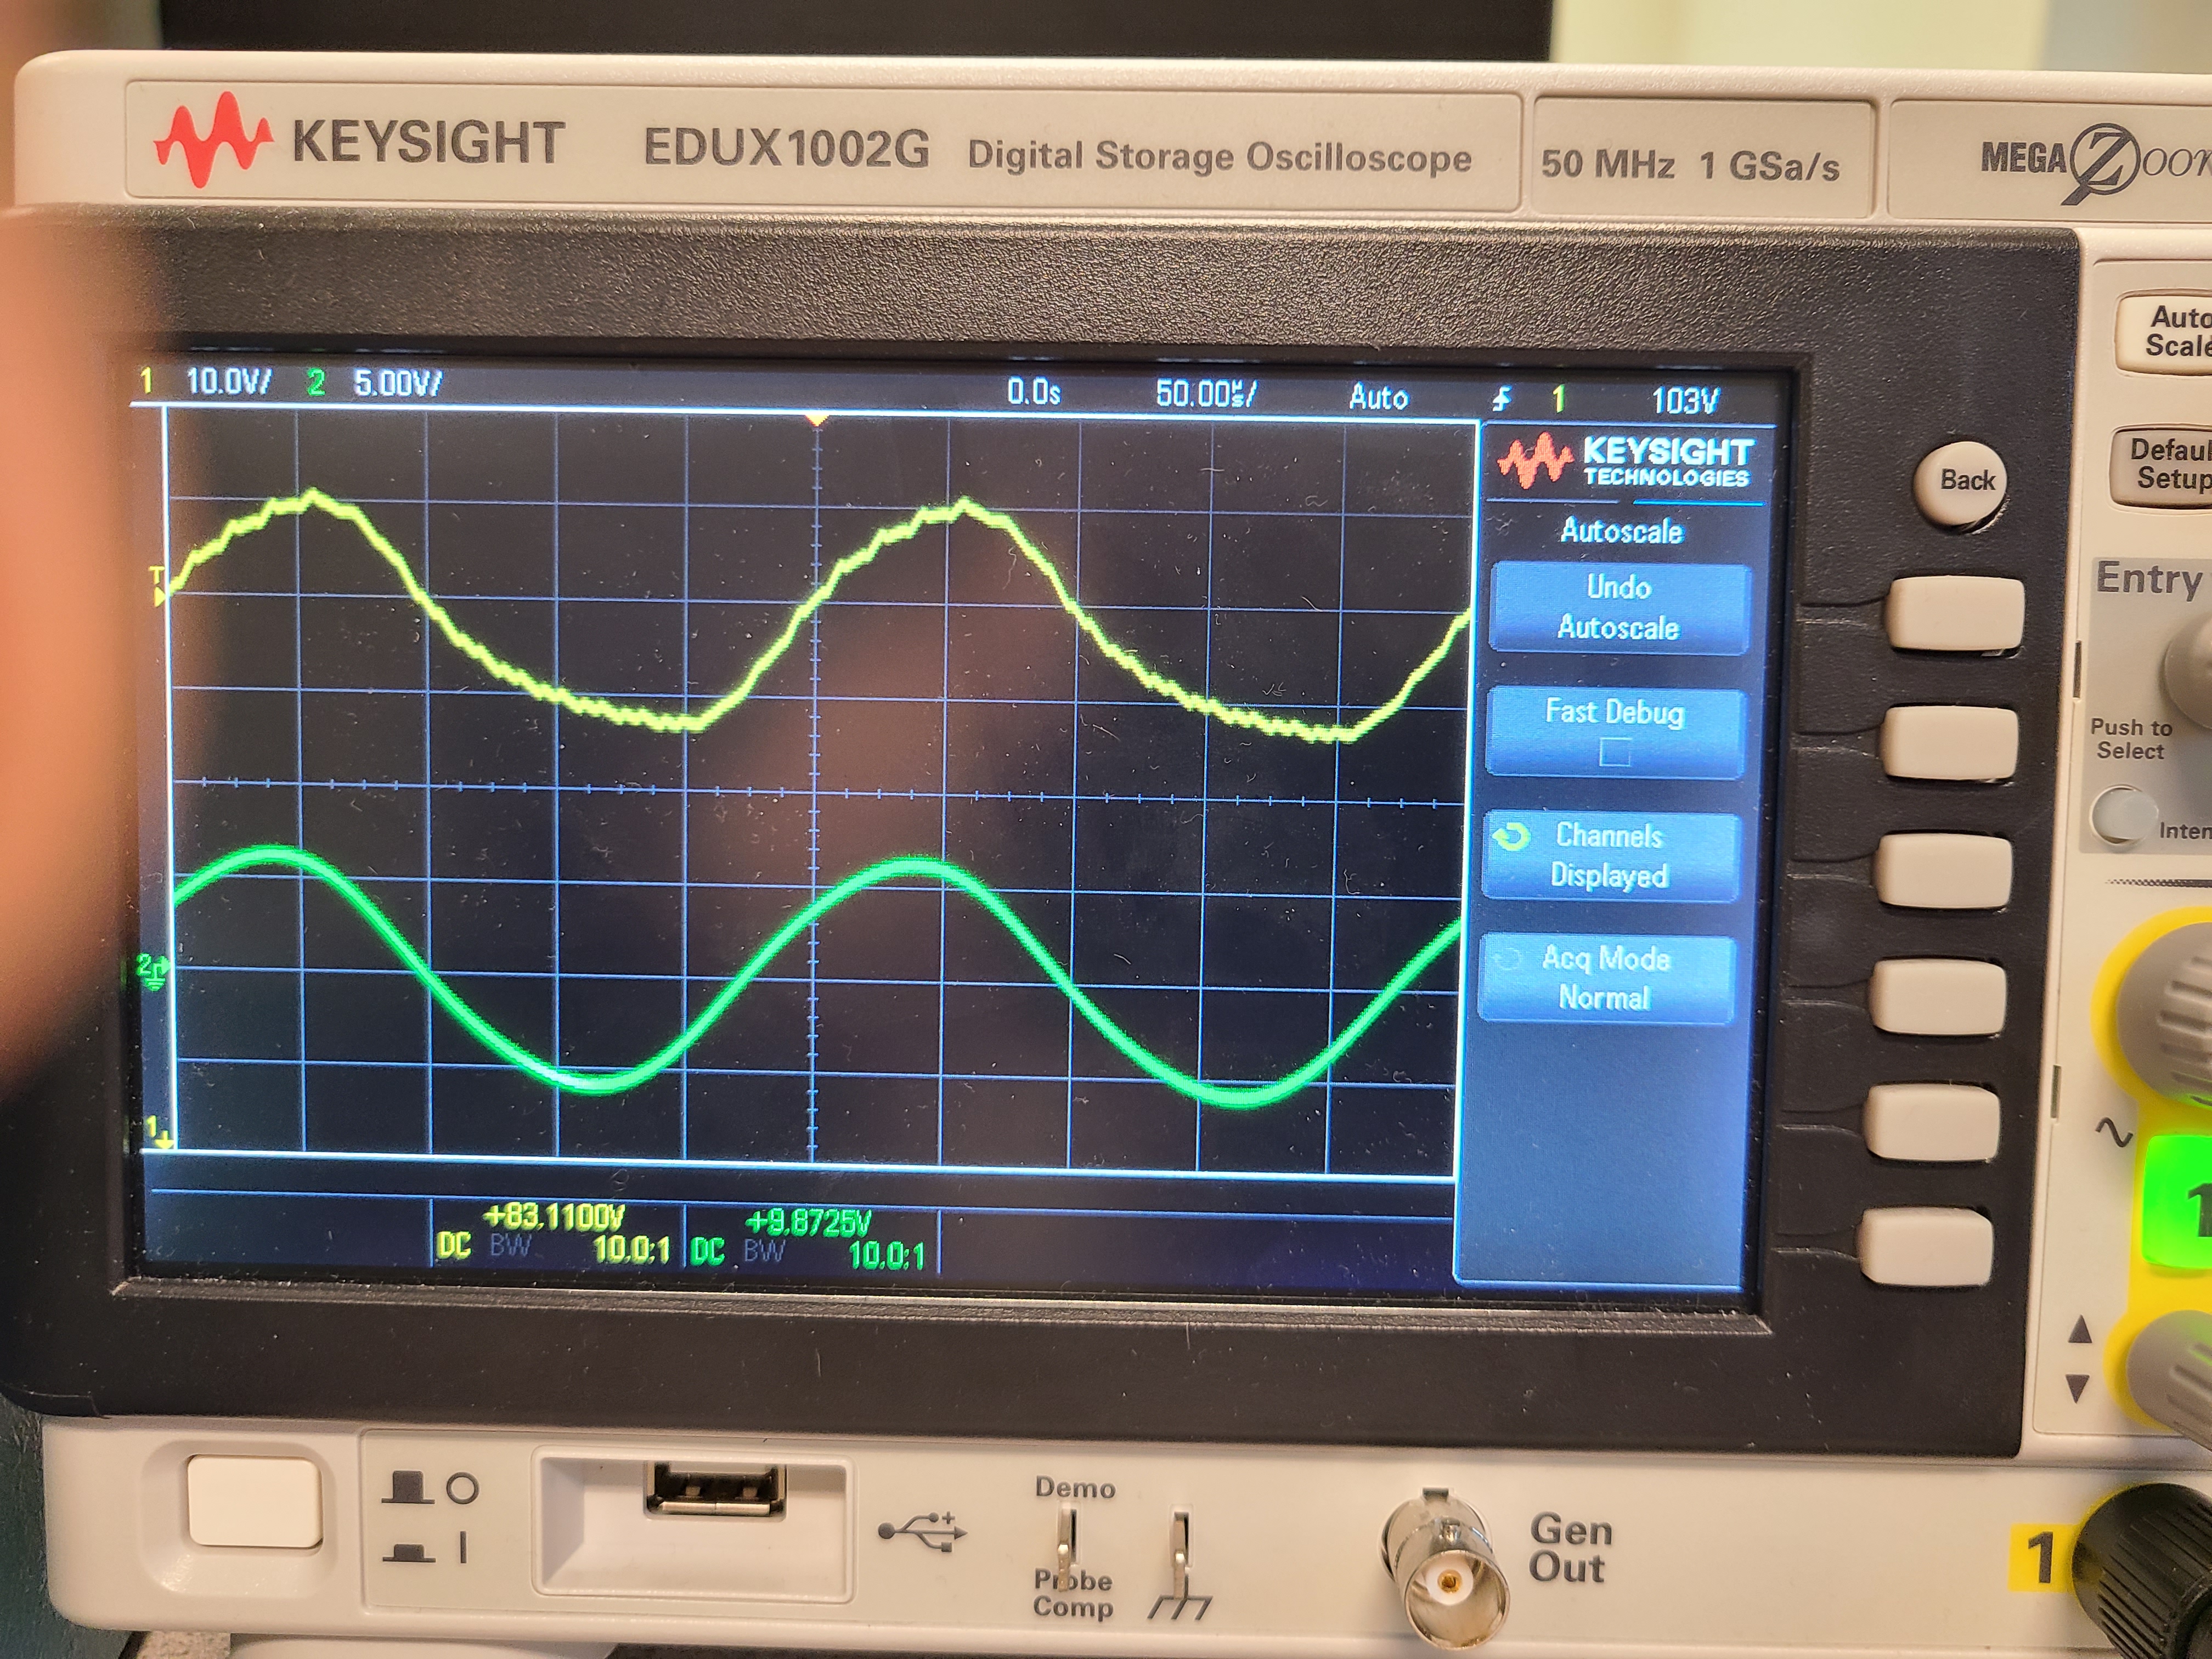 KEYSIGHT EDUX1002G Digital Storage Oscilloscope 50 MHz 1 GSa/s MEGA
Auto
Scale
1 10.0V/ 2 5.00V/ 0.0s 50.00µs/ Auto 1 103V
KEYSIGHT
TECHNOLOGIES
Back
Setup
Autoscale
Undo
Autoscale
Entry
Fast Debug
Push to
Select
Channels
Displayed
Acq Mode
Normal
T
2
1
+83.1100V +9.8725V
DC BW 10.0:1 DC BW 10.0:1
1
Demo
Probe
Comp
Gen
Out
1